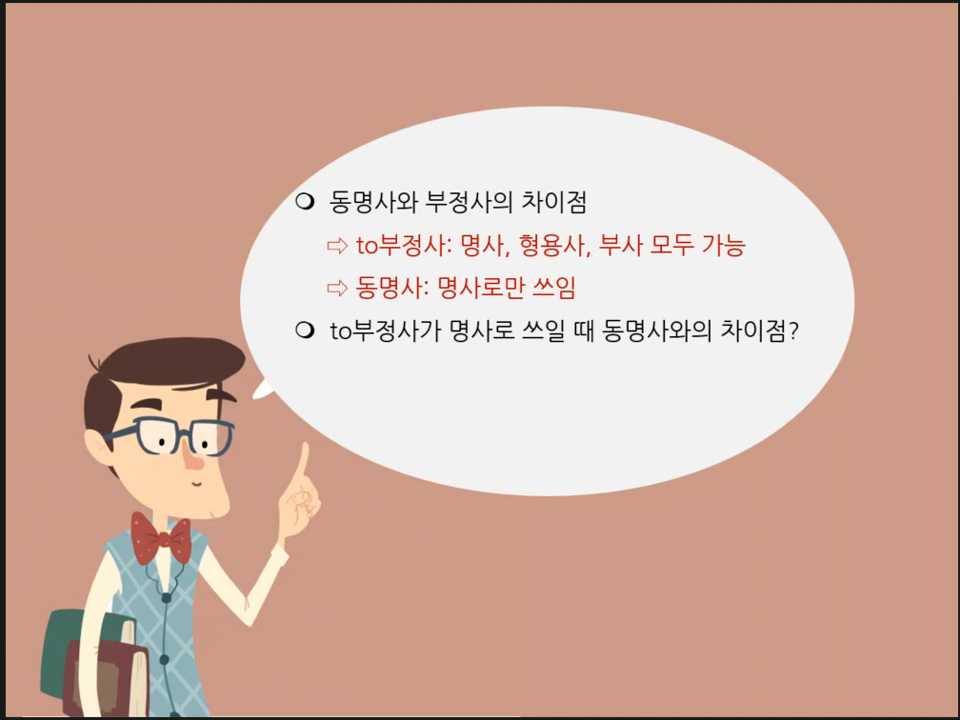 ❍ 동명사와 부정사의 차이점
⇨ to부정사: 명사, 형용사, 부사 모두 가능
⇨ 동명사: 명사로만 쓰임
❍ to부정사가 명사로 쓰일 때 동명사와의 차이점?